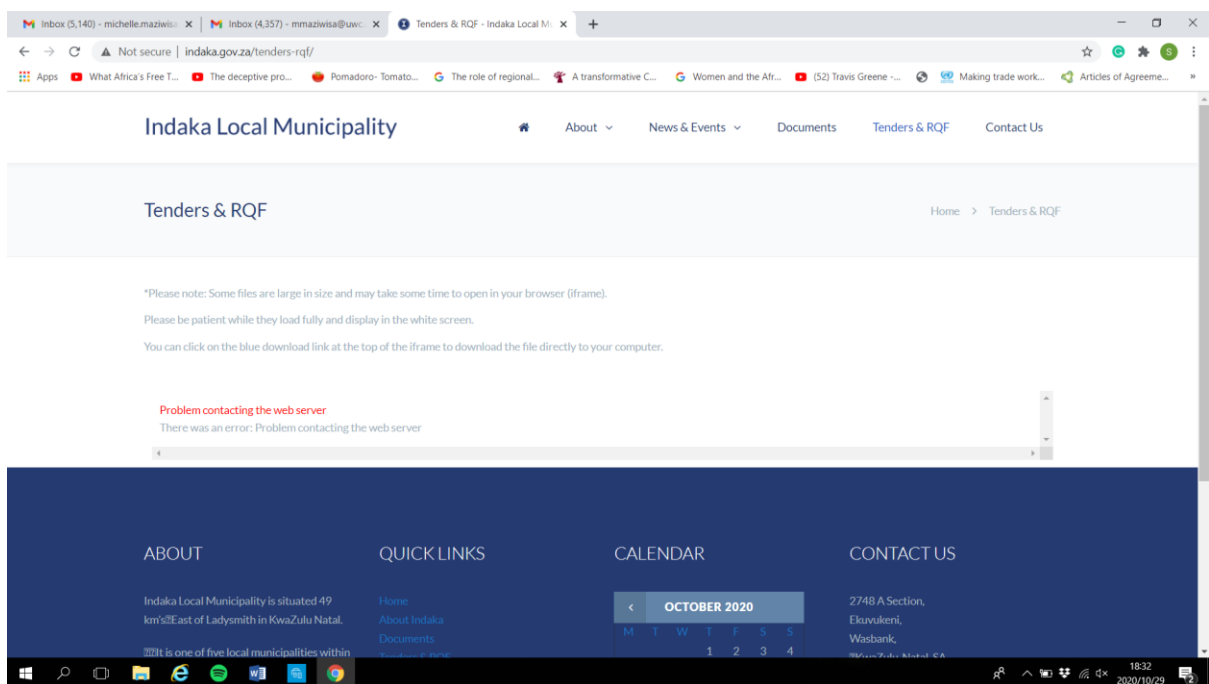 Inbox (5,140) - michelle.maziwisa
Inbox (4,357) - mmaziwisa@uwc.
Tenders & RQF - Indaka Local Mu
Not secure | indaka.gov.za/tenders-rqf/
Apps What Africa's Free T... The deceptive pro... Pomadoro- Tomato... The role of regional... A transformative C... Women and the Afr... (52) Travis Greene -... Making trade work... Articles of Agreeme... »
Indaka Local Municipality
About News & Events Documents Tenders & RQF Contact Us
Tenders & RQF
Home > Tenders & RQF
*Please note: Some files are large in size and may take some time to open in your browser (iframe).
Please be patient while they load fully and display in the white screen.
You can click on the blue download link at the top of the iframe to download the file directly to your computer.
Problem contacting the web server
There was an error: Problem contacting the web server
ABOUT
Indaka Local Municipality is situated 49
km's East of Ladysmith in KwaZulu Natal.
It is one of five local municipalities within
QUICK LINKS
Home
About Indaka
Documents
Tenders & RQF
CALENDAR
< OCTOBER 2020
M T W T F S S
1 2 3 4
CONTACT US
2748 A Section,
Ekuvukeni,
Wasbank,
KwaZulu-Natal, SA
18:32
2020/10/29